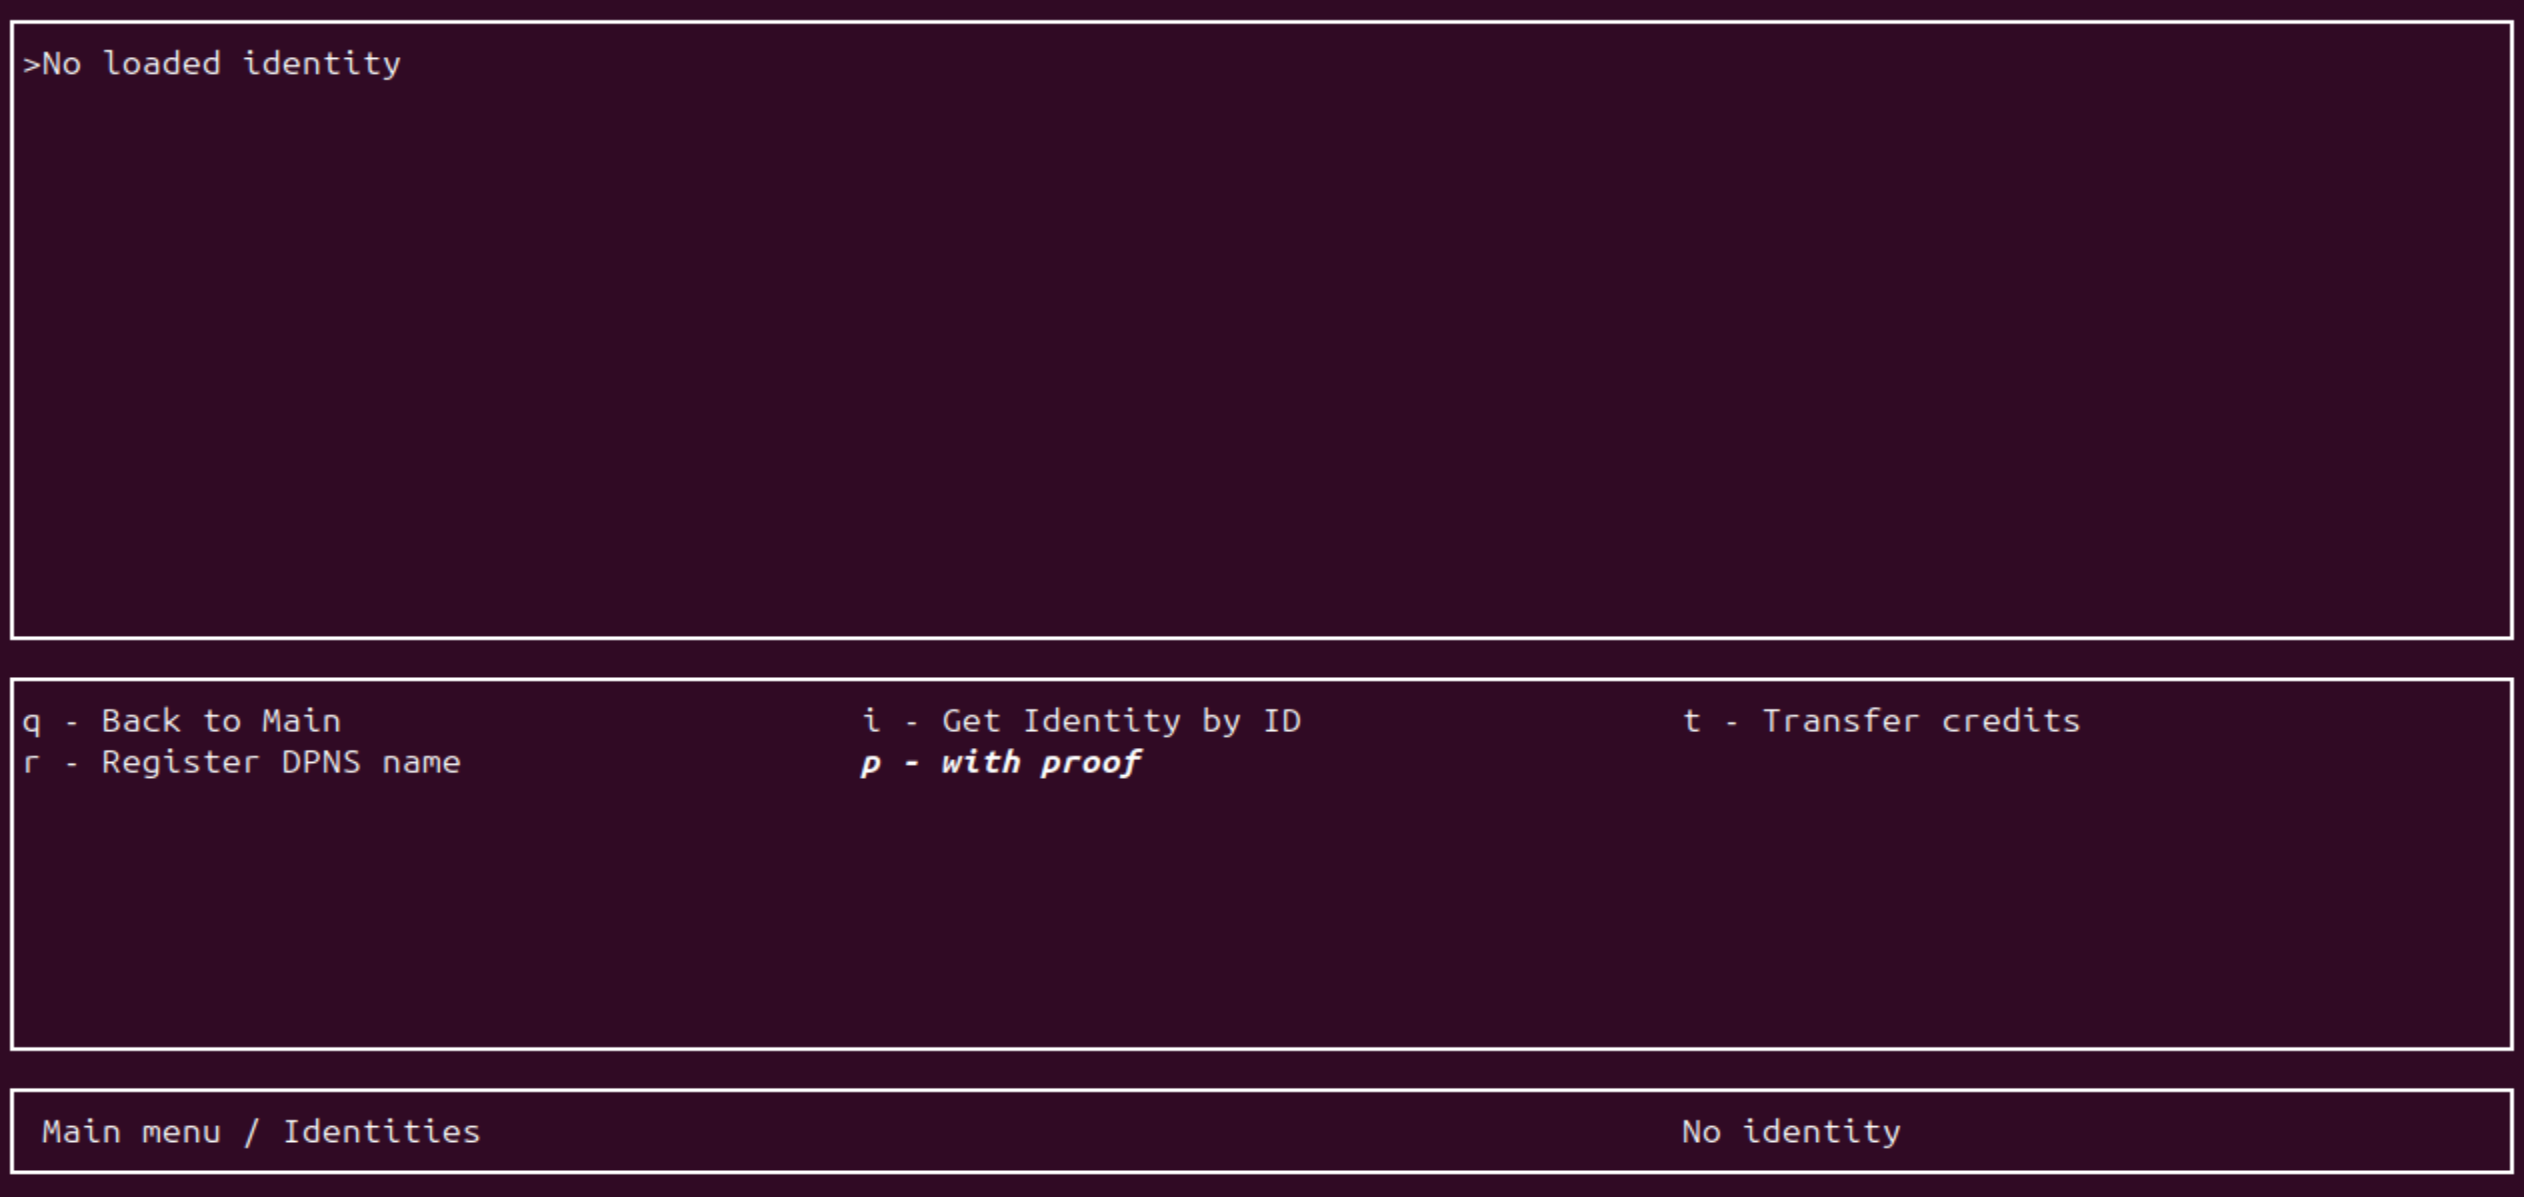 >No loaded identity
q - Back to Main
r - Register DPNS name
i - Get Identity by ID
p - with proof
t - Transfer credits
Main menu / Identities
No identity